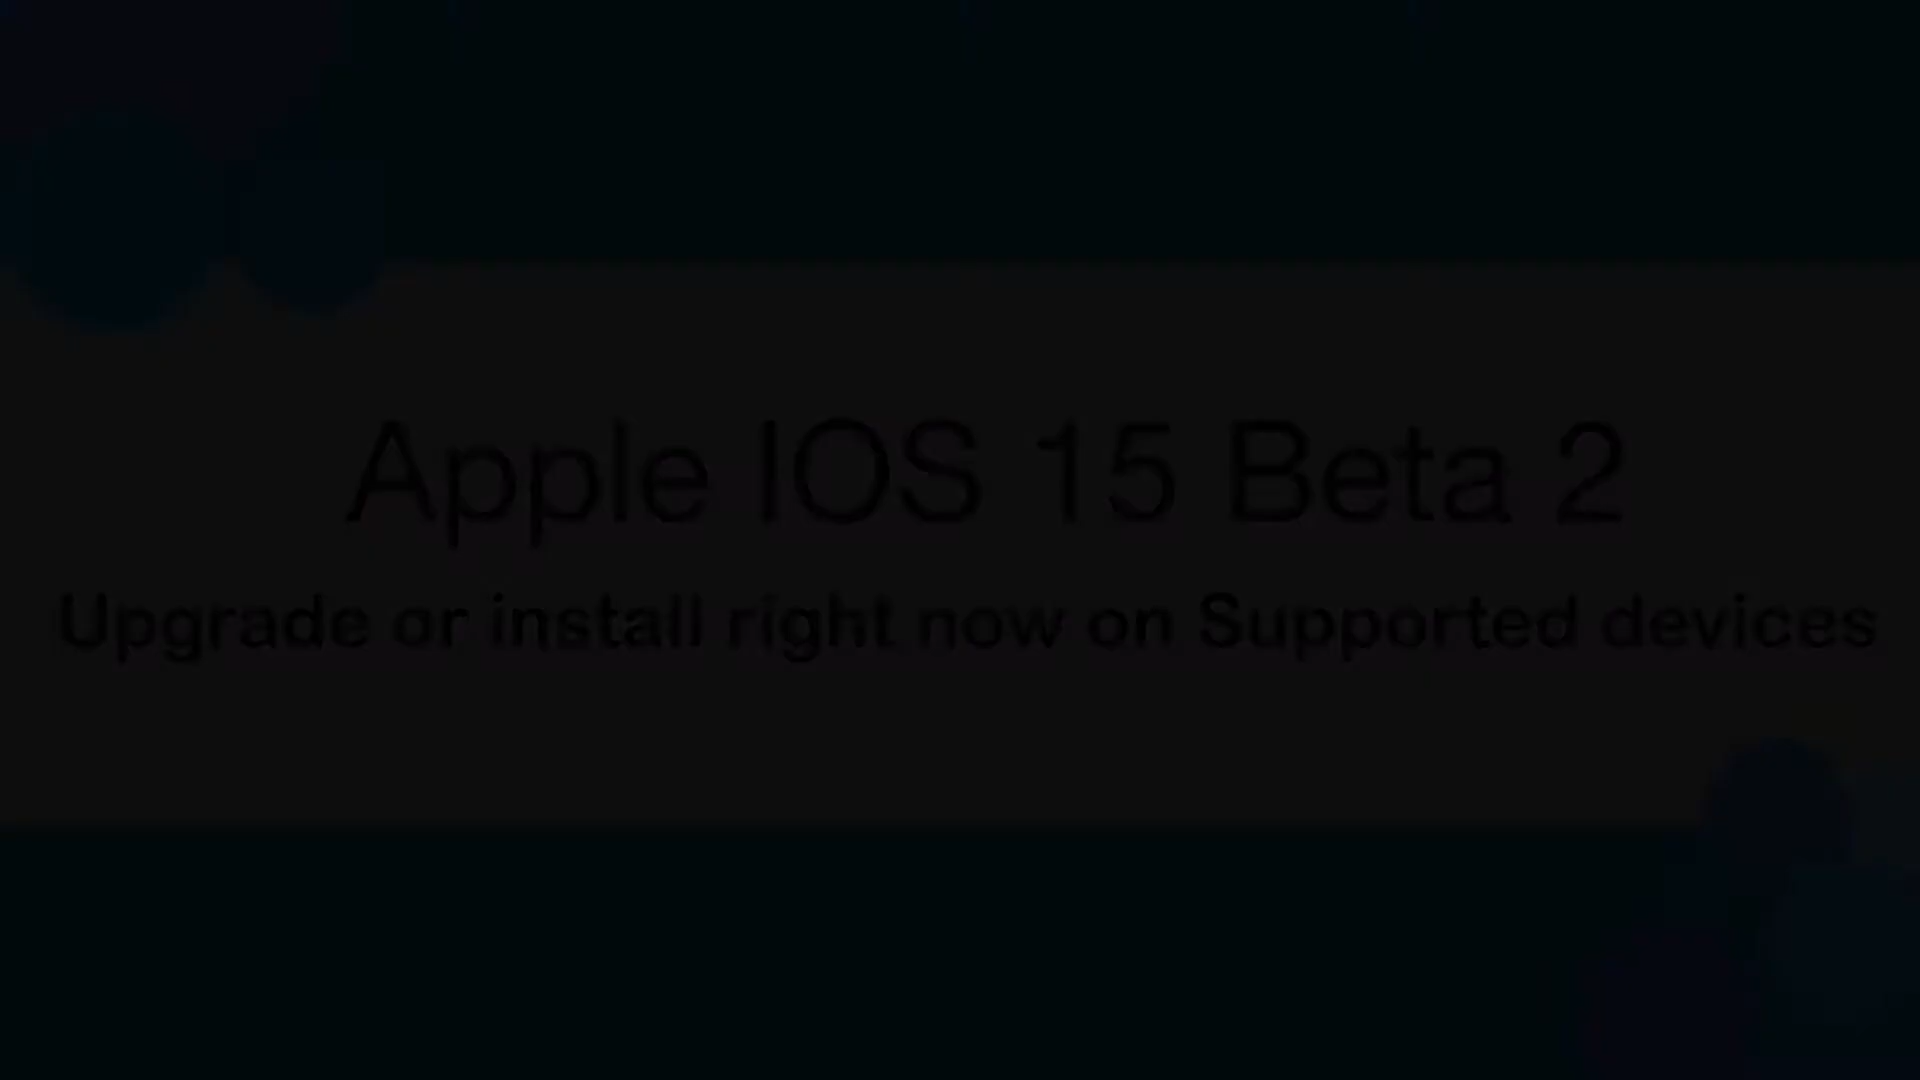 Apple IOS 15 Beta 2
Upgrade or install right now on Supported devices